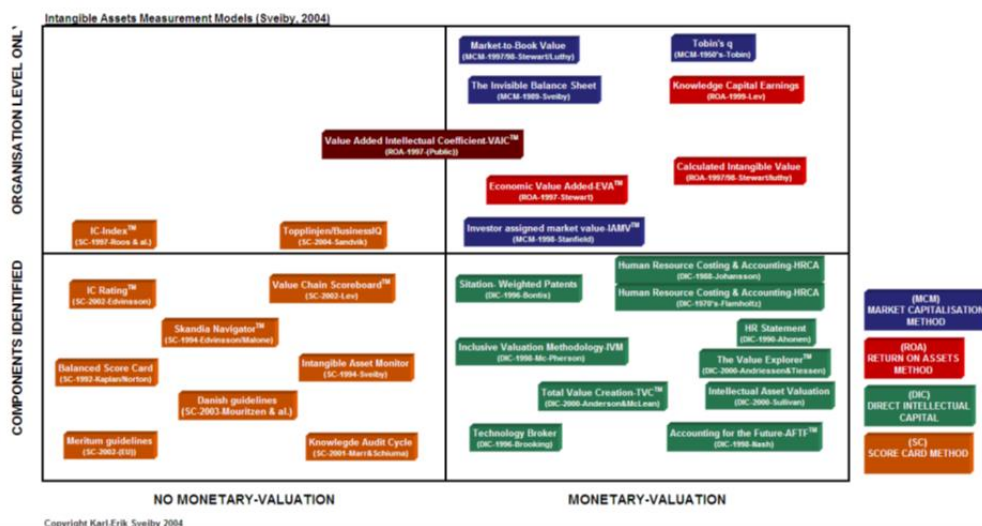 Intangible Assets Measurement Models (Sveiby, 2004)
ORGANISATION LEVEL ONLY
Market-to-Book Value
(MCM-1997/98-Stewart/Luthy)
Tobin's q
(MCM-1950's-Tobin)
The Invisible Balance Sheet
(MCM-1989-Sveiby)
Knowledge Capital Earnings
(ROA-1999-Lev)
Value Added Intellectual Coefficient-VAIC™
(ROA-1997-(Public))
Calculated Intangible Value
(ROA-1997/98-Stewart/luthy)
Economic Value Added-EVA™
(ROA-1997-Stewart)
IC-Index™
(SC-1997-Roos & al.)
Topplinjen/BusinessIQ
(SC-2004-Sandvik)
Investor assigned market value-IAMV™
(MCM-1998-Stanfield)
COMPONENTS IDENTIFIED
IC Rating™
(SC-2002-Edvinsson)
Value Chain Scoreboard™
(SC-2002-Lev)
Skandia Navigator™
(SC-1994-Edvinsson/Malone)
Balanced Score Card
(SC-1992-Kaplan/Norton)
Intangible Asset Monitor
(SC-1994-Sveiby)
Danish guidelines
(SC-2003-Mouritzen & al.)
Meritum guidelines
(SC-2002-(EU))
Knowlegde Audit Cycle
(SC-2001-Marr&Schiuma)
Sitation- Weighted Patents
(DIC-1996-Bontis)
Human Resource Costing & Accounting-HRCA
(DIC-1988-Johansson)
Human Resource Costing & Accounting-HRCA
(DIC-1970's-Flamholtz)
HR Statement
(DIC-1990-Ahonen)
Inclusive Valuation Methodology-IVM
(DIC-1998-Mc-Pherson)
The Value Explorer™
(DIC-2000-Andriessen&Tiessen)
Total Value Creation-TVC™
(DIC-2000-Anderson&McLean)
Intellectual Asset Valuation
(DIC-2000-Sullivan)
Technology Broker
(DIC-1996-Brooking)
Accounting for the Future-AFTF™
(DIC-1998-Nash)
(MCM)
MARKET CAPITALISATION
METHOD
(ROA)
RETURN ON ASSETS
METHOD
(DIC)
DIRECT INTELLECTUAL
CAPITAL
(SC)
SCORE CARD METHOD
NO MONETARY-VALUATION
MONETARY-VALUATION
Copyright Karl-Erik Sveiby 2004